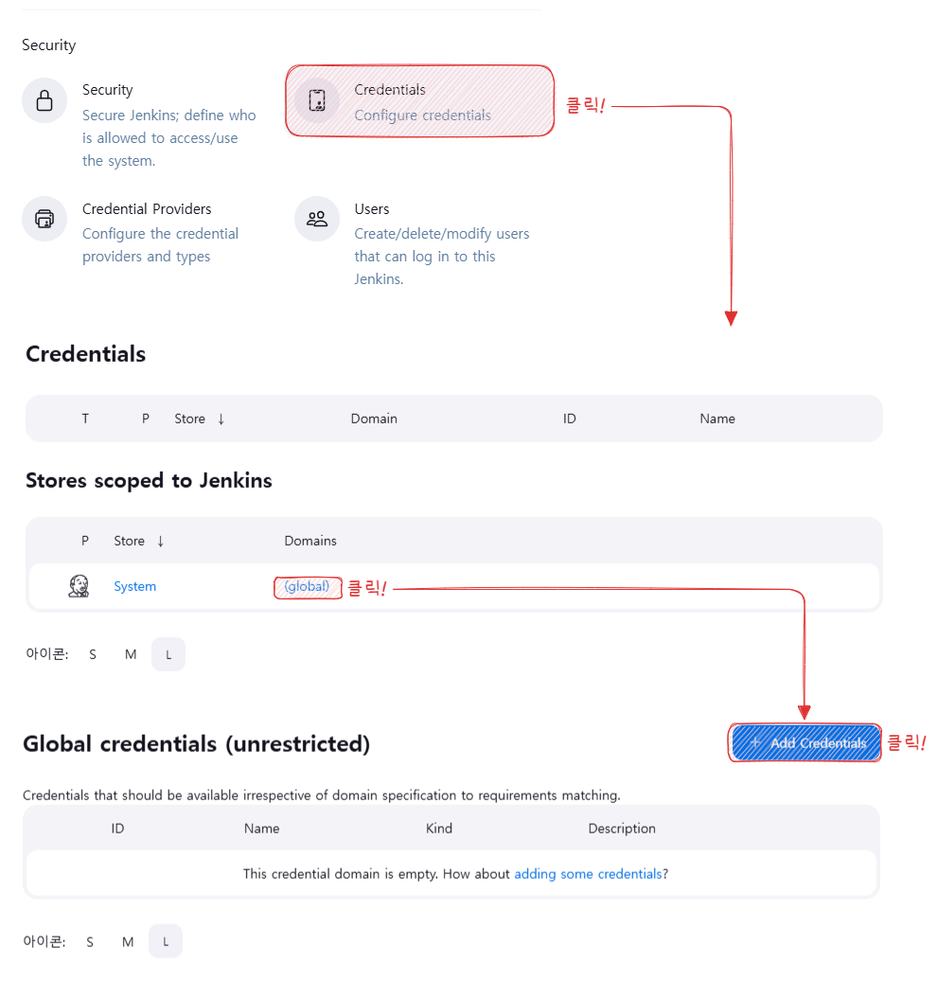 Security
Security
Secure Jenkins; define who
is allowed to access/use
the system.
Credentials
Configure credentials
클릭!
Credential Providers
Configure the credential
providers and types
Users
Create/delete/modify users
that can log in to this
Jenkins.
Credentials
T P Store ↓ Domain ID Name
Stores scoped to Jenkins
P Store ↓ Domains
System (global) 클릭!
아이콘: S M L
Global credentials (unrestricted)
+ Add Credentials 클릭!
Credentials that should be available irrespective of domain specification to requirements matching.
ID Name Kind Description
This credential domain is empty. How about adding some credentials?
아이콘: S M L